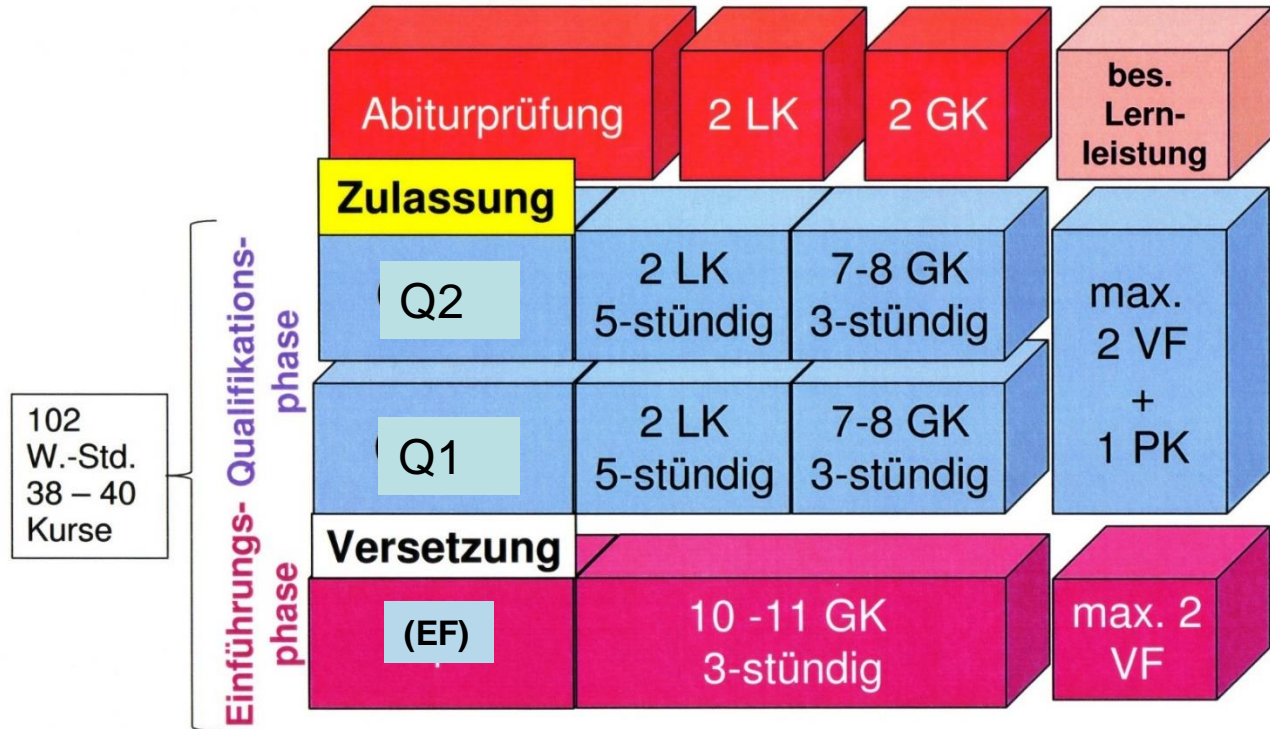 Abiturprüfung
2 LK
2 GK
bes.
Lern-
leistung
Zulassung
Q2
2 LK
5-stündig
7-8 GK
3-stündig
max.
2 VF
+
1 PK
Qualifikations-
phase
Q1
2 LK
5-stündig
7-8 GK
3-stündig
102
W.-Std.
38 – 40
Kurse
Versetzung
Einführungs-
phase
(EF)
10 -11 GK
3-stündig
max. 2
VF